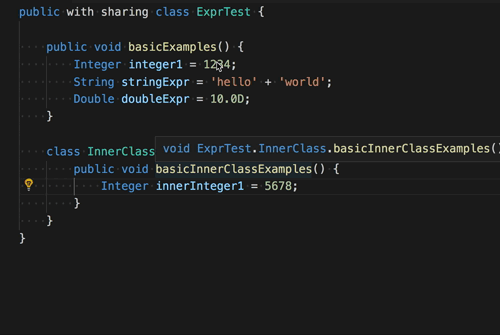 public with sharing class ExprTest {
public void basicExamples() {
Integer integer1 = 1234;
String stringExpr = 'hello' + 'world';
Double doubleExpr = 10.0D;
}
class InnerClass
void ExprTest.InnerClass.basicInnerClassExamples()
public void basicInnerClassExamples() {
Integer innerInteger1 = 5678;
}
}
}